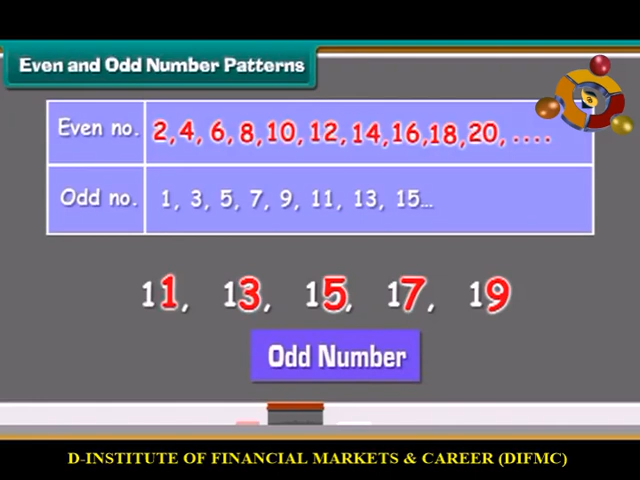 Even and Odd Number Patterns
Even no. 2, 4, 6, 8, 10, 12, 14, 16, 18, 20, ....
Odd no. 1, 3, 5, 7, 9, 11, 13, 15...
11, 13, 15, 17, 19
Odd Number
D-INSTITUTE OF FINANCIAL MARKETS & CAREER (DIFMC)